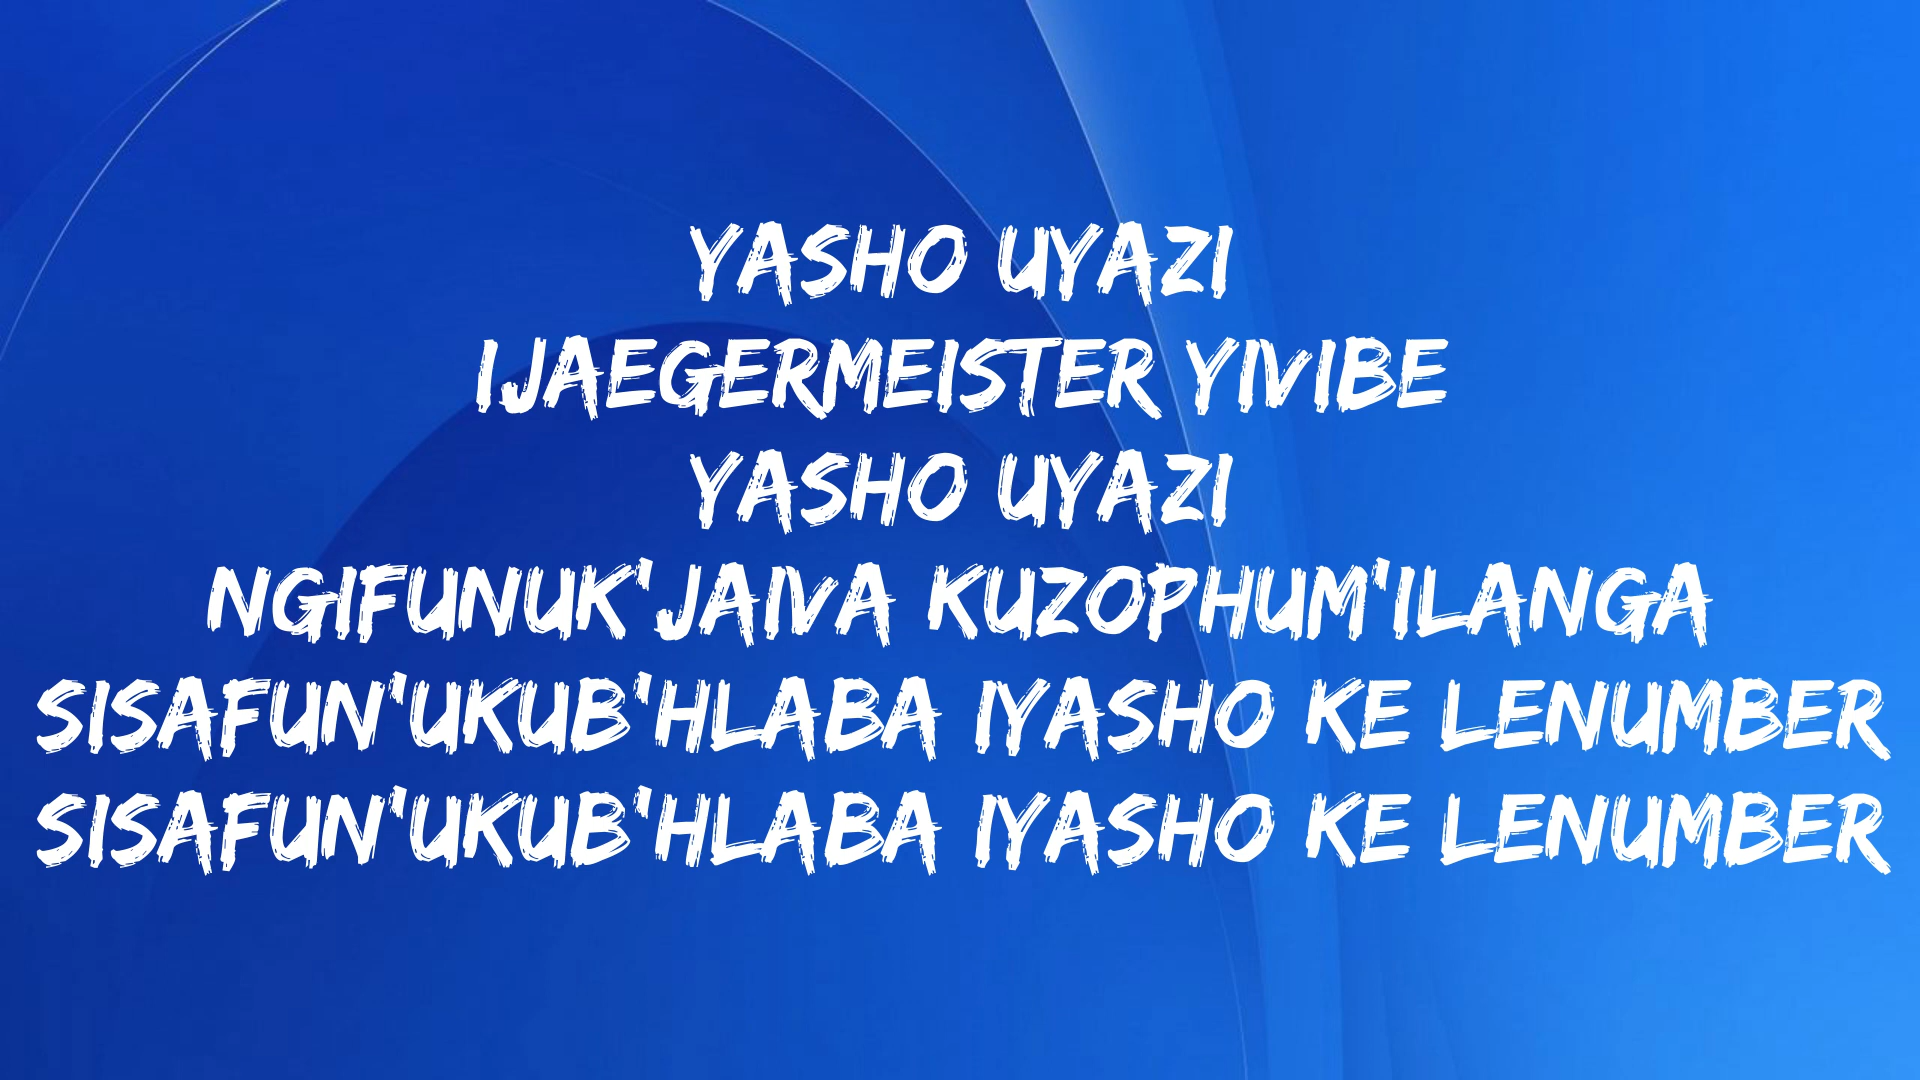 YASHO UYAZI
IJAEGERMEISTER YIVIBE
YASHO UYAZI
NGIFUNUK'JAIVA KUZOPHUM'ILANGA
SISAFUN'UKUB'HLABA IYASHO KE LENUMBER
SISAFUN'UKUB'HLABA IYASHO KE LENUMBER